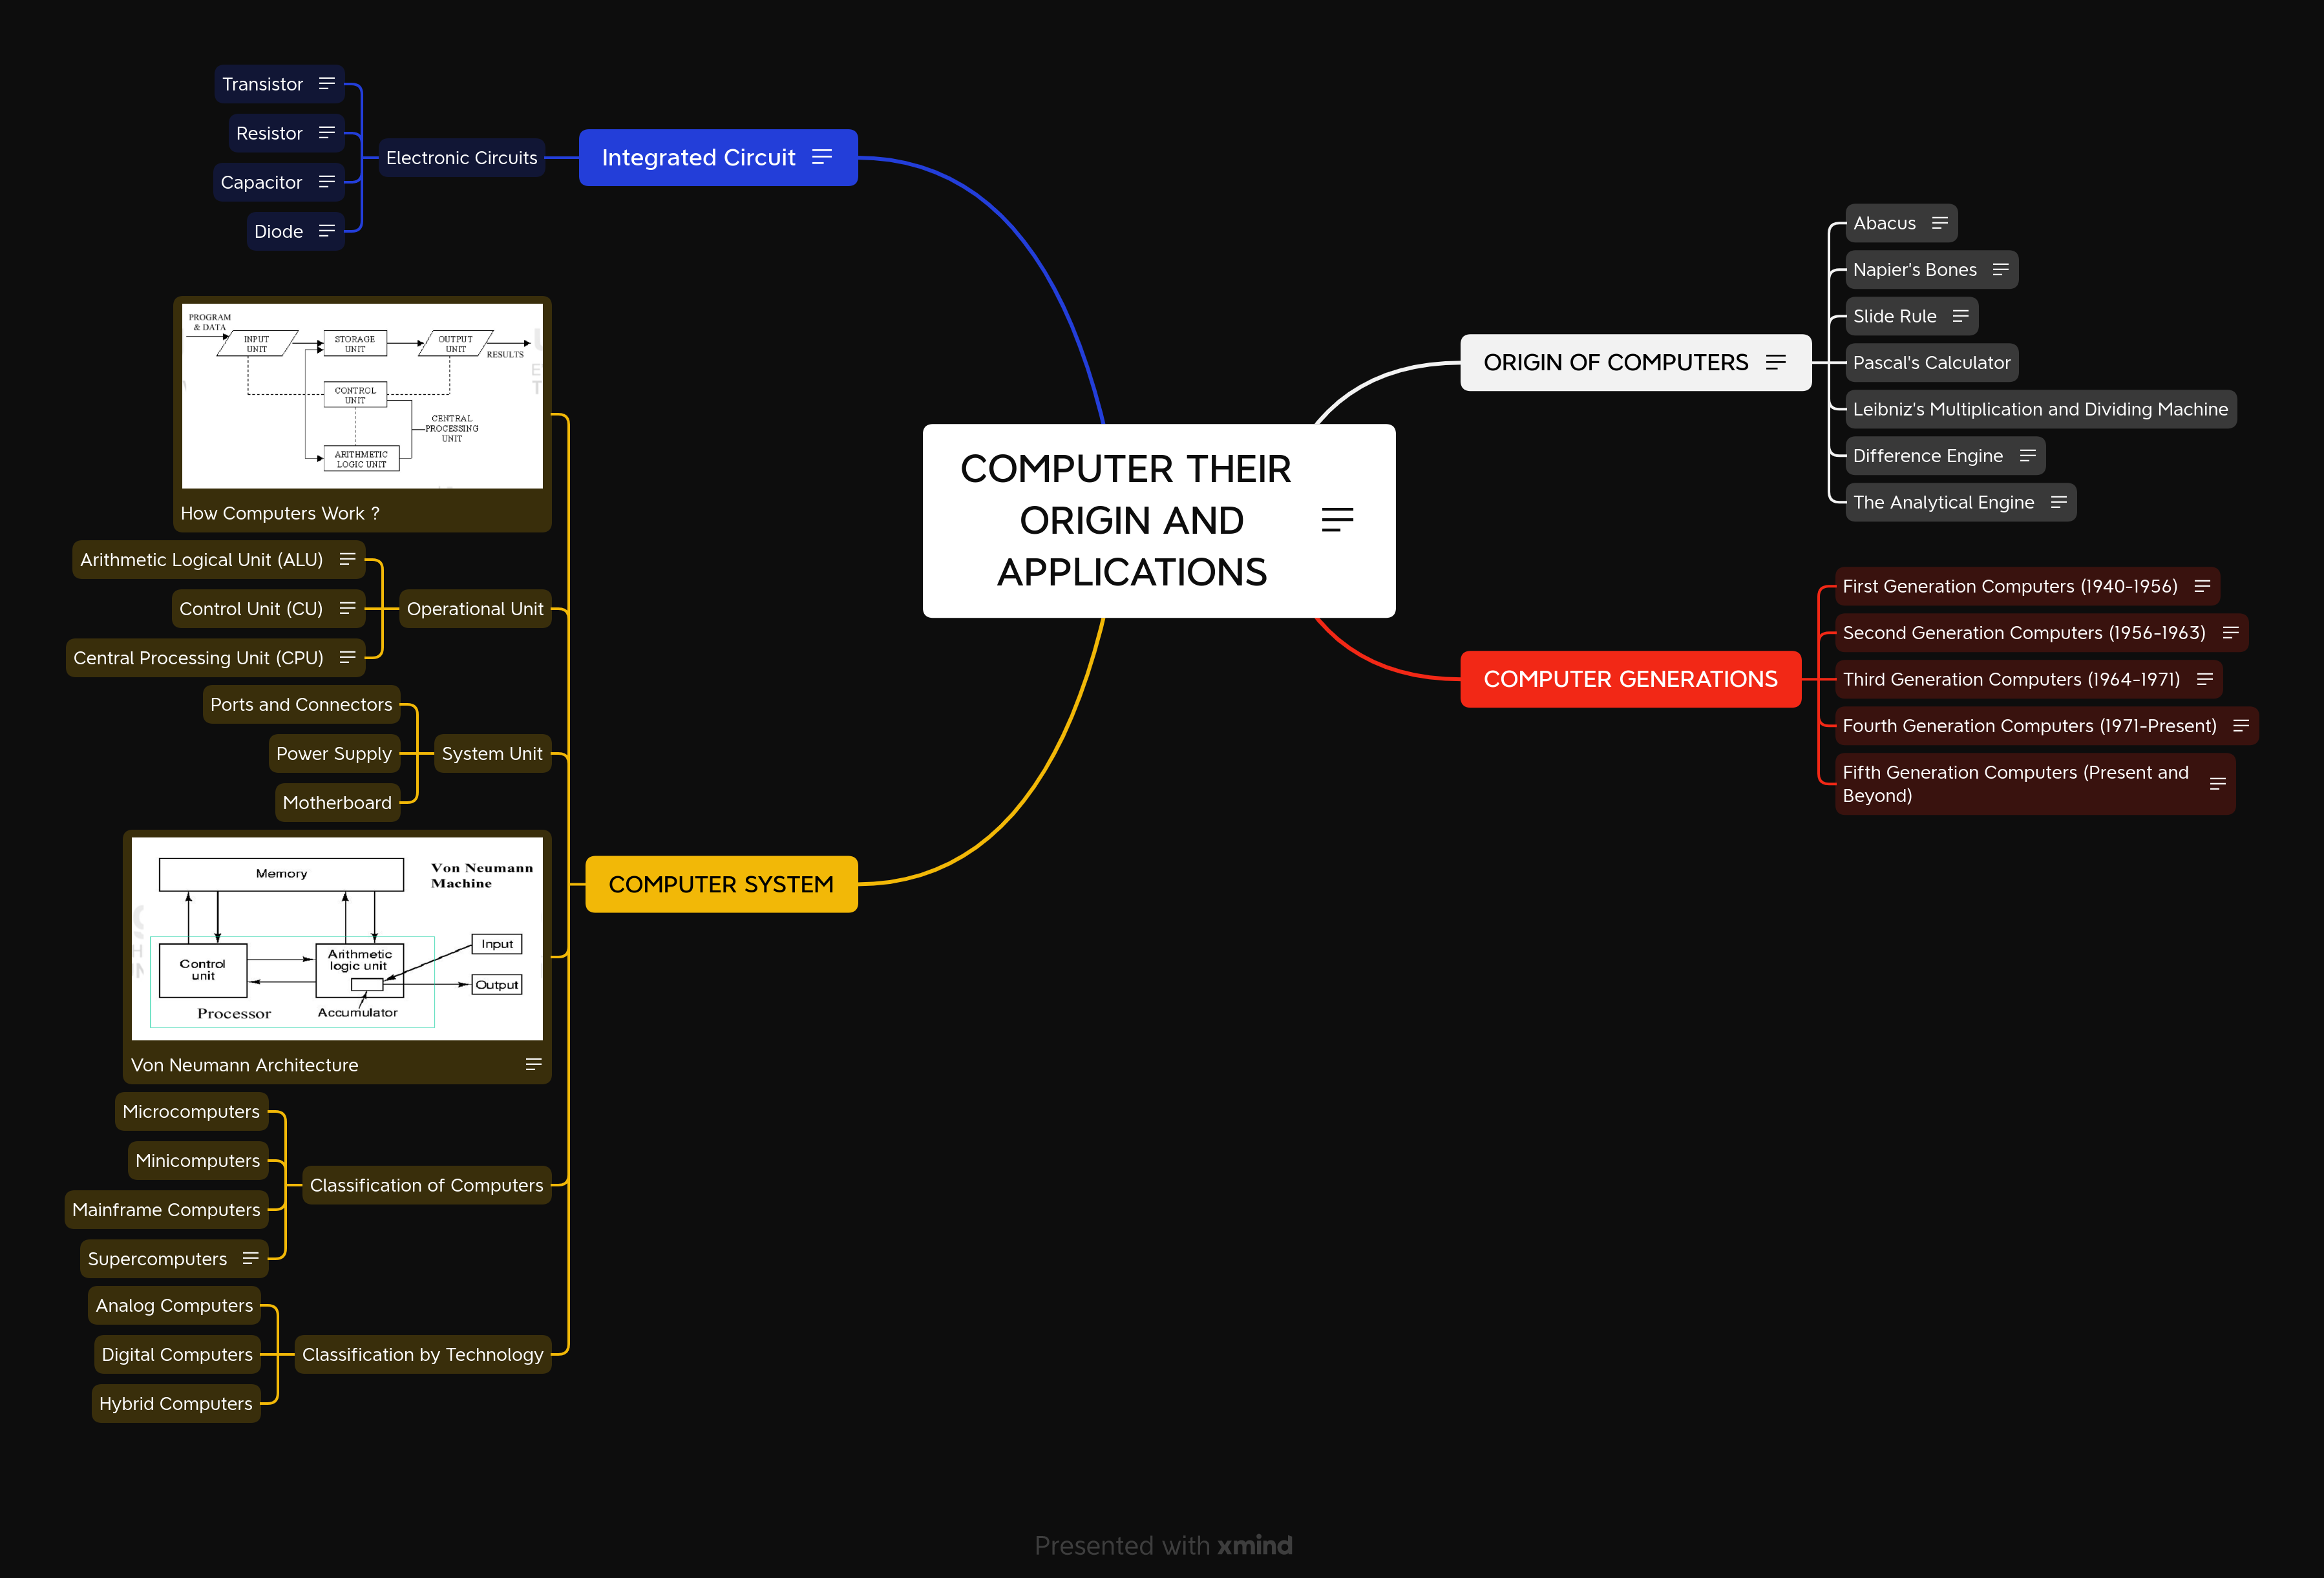 COMPUTER THEIR
ORIGIN AND
APPLICATIONS
ORIGIN OF COMPUTERS
Abacus
Napier's Bones
Slide Rule
Pascal's Calculator
Leibniz's Multiplication and Dividing Machine
Difference Engine
The Analytical Engine
COMPUTER GENERATIONS
First Generation Computers (1940-1956)
Second Generation Computers (1956-1963)
Third Generation Computers (1964-1971)
Fourth Generation Computers (1971-Present)
Fifth Generation Computers (Present and
Beyond)
Integrated Circuit
Electronic Circuits
Transistor
Resistor
Capacitor
Diode
COMPUTER SYSTEM
PROGRAM
& DATA
INPUT
UNIT
STORAGE
UNIT
OUTPUT
UNIT
RESULTS
CONTROL
UNIT
CENTRAL
PROCESSING
UNIT
ARITHMETIC
LOGIC UNIT
How Computers Work ?
Operational Unit
Arithmetic Logical Unit (ALU)
Control Unit (CU)
Central Processing Unit (CPU)
System Unit
Ports and Connectors
Power Supply
Motherboard
Memory
Von Neumann
Machine
Control
unit
Arithmetic
logic unit
Input
Output
Processor
Accumulator
Von Neumann Architecture
Classification of Computers
Microcomputers
Minicomputers
Mainframe Computers
Supercomputers
Classification by Technology
Analog Computers
Digital Computers
Hybrid Computers
Presented with xmind